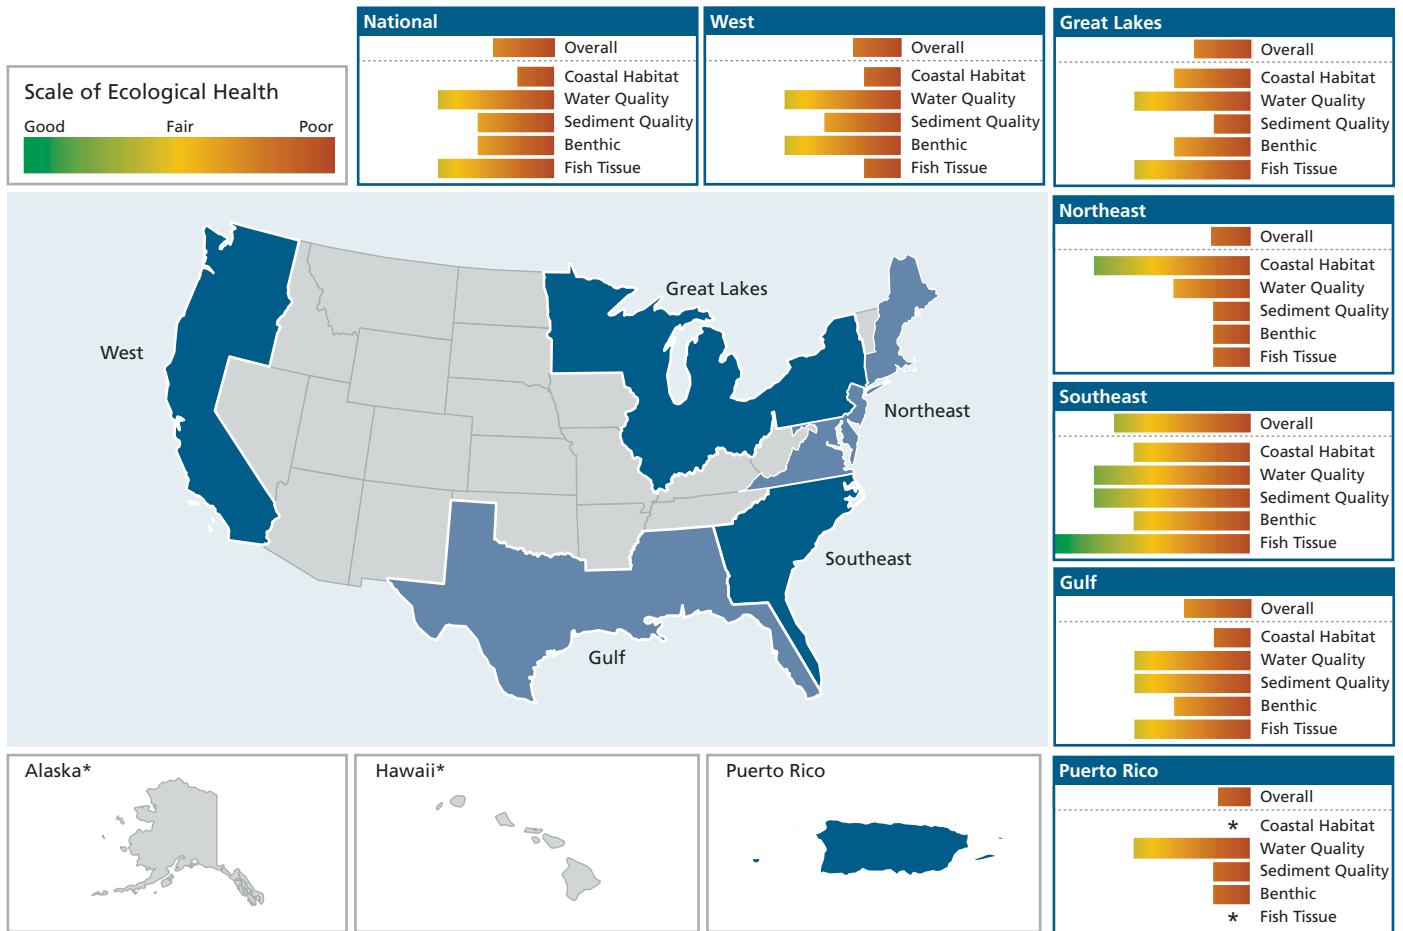 National
Overall
Coastal Habitat
Water Quality
Sediment Quality
Benthic
Fish Tissue
West
Overall
Coastal Habitat
Water Quality
Sediment Quality
Benthic
Fish Tissue
Great Lakes
Overall
Coastal Habitat
Water Quality
Sediment Quality
Benthic
Fish Tissue
Scale of Ecological Health
Good Fair Poor
Northeast
Overall
Coastal Habitat
Water Quality
Sediment Quality
Benthic
Fish Tissue
Great Lakes
West
Northeast
Southeast
Gulf
Southeast
Overall
Coastal Habitat
Water Quality
Sediment Quality
Benthic
Fish Tissue
Gulf
Overall
Coastal Habitat
Water Quality
Sediment Quality
Benthic
Fish Tissue
Alaska*
Hawaii*
Puerto Rico
Puerto Rico
Overall
* Coastal Habitat
Water Quality
Sediment Quality
Benthic
* Fish Tissue